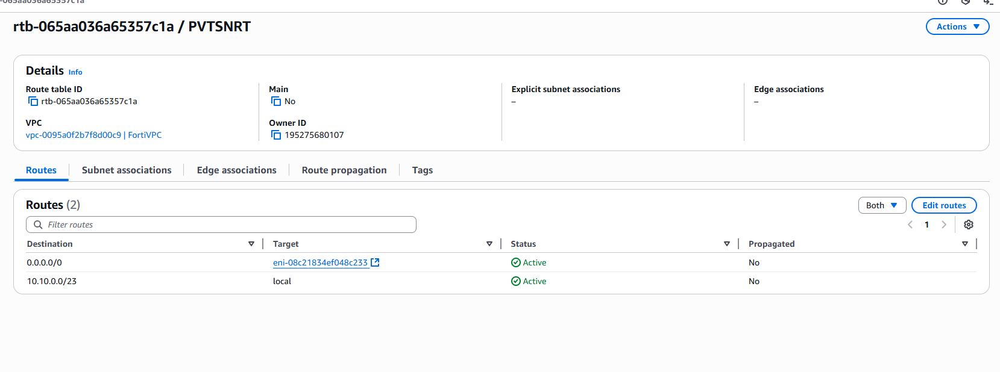 -065aa036a65357c1a
rtb-065aa036a65357c1a / PVTSNRT
Actions
Details Info
Route table ID
rtb-065aa036a65357c1a
Main
No
Explicit subnet associations
–
Edge associations
–
VPC
vpc-0095a0f2b7f8d00c9 | FortiVPC
Owner ID
195275680107
Routes
Subnet associations
Edge associations
Route propagation
Tags
Routes (2)
Both
Edit routes
Filter routes
1
Destination Target Status Propagated
0.0.0.0/0 eni-08c21834ef048c233 Active No
10.10.0.0/23 local Active No